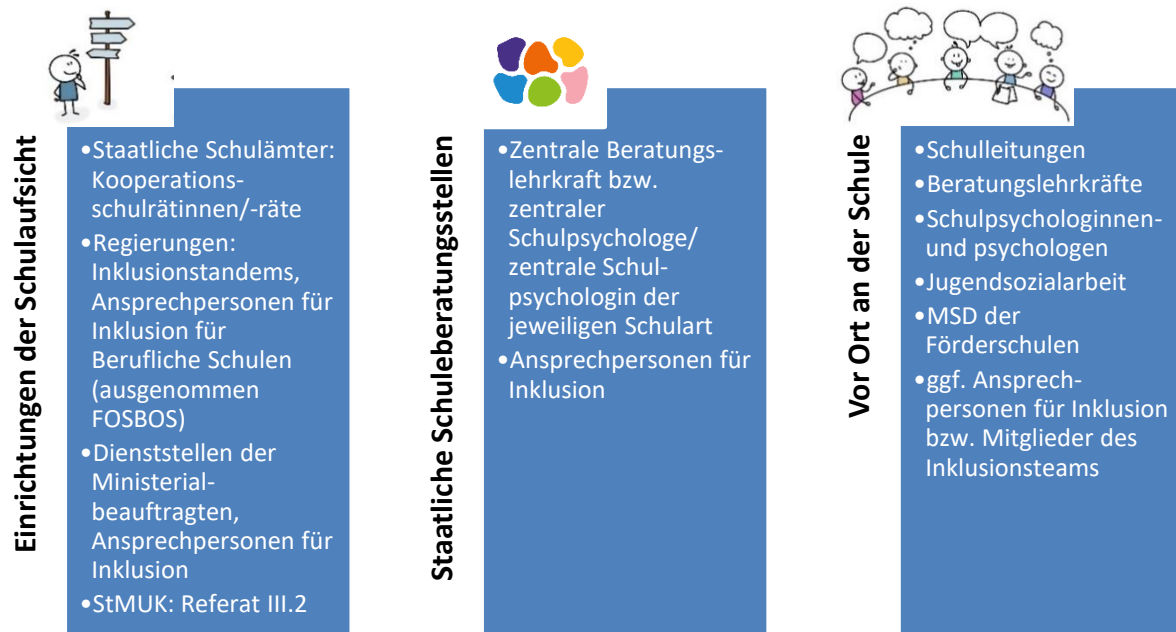 Einrichtungen der Schulaufsicht
•Staatliche Schulämter:
Kooperations-
schulrätinnen/-räte
•Regierungen:
Inklusionstandems,
Ansprechpersonen für
Inklusion für
Berufliche Schulen
(ausgenommen
FOSBOS)
•Dienststellen der
Ministerial-
beauftragten,
Ansprechpersonen für
Inklusion
•StMUK: Referat III.2
Staatliche Schulberatungsstellen
•Zentrale Beratungs-
lehrkraft bzw.
zentraler
Schulpsychologe/
zentrale Schul-
psychologin der
jeweiligen Schulart
•Ansprechpersonen für
Inklusion
Vor Ort an der Schule
•Schulleitungen
•Beratungslehrkräfte
•Schulpsychologinnen-
und psychologen
•Jugendsozialarbeit
•MSD der
Förderschulen
•ggf. Ansprech-
personen für Inklusion
bzw. Mitglieder des
Inklusionsteams